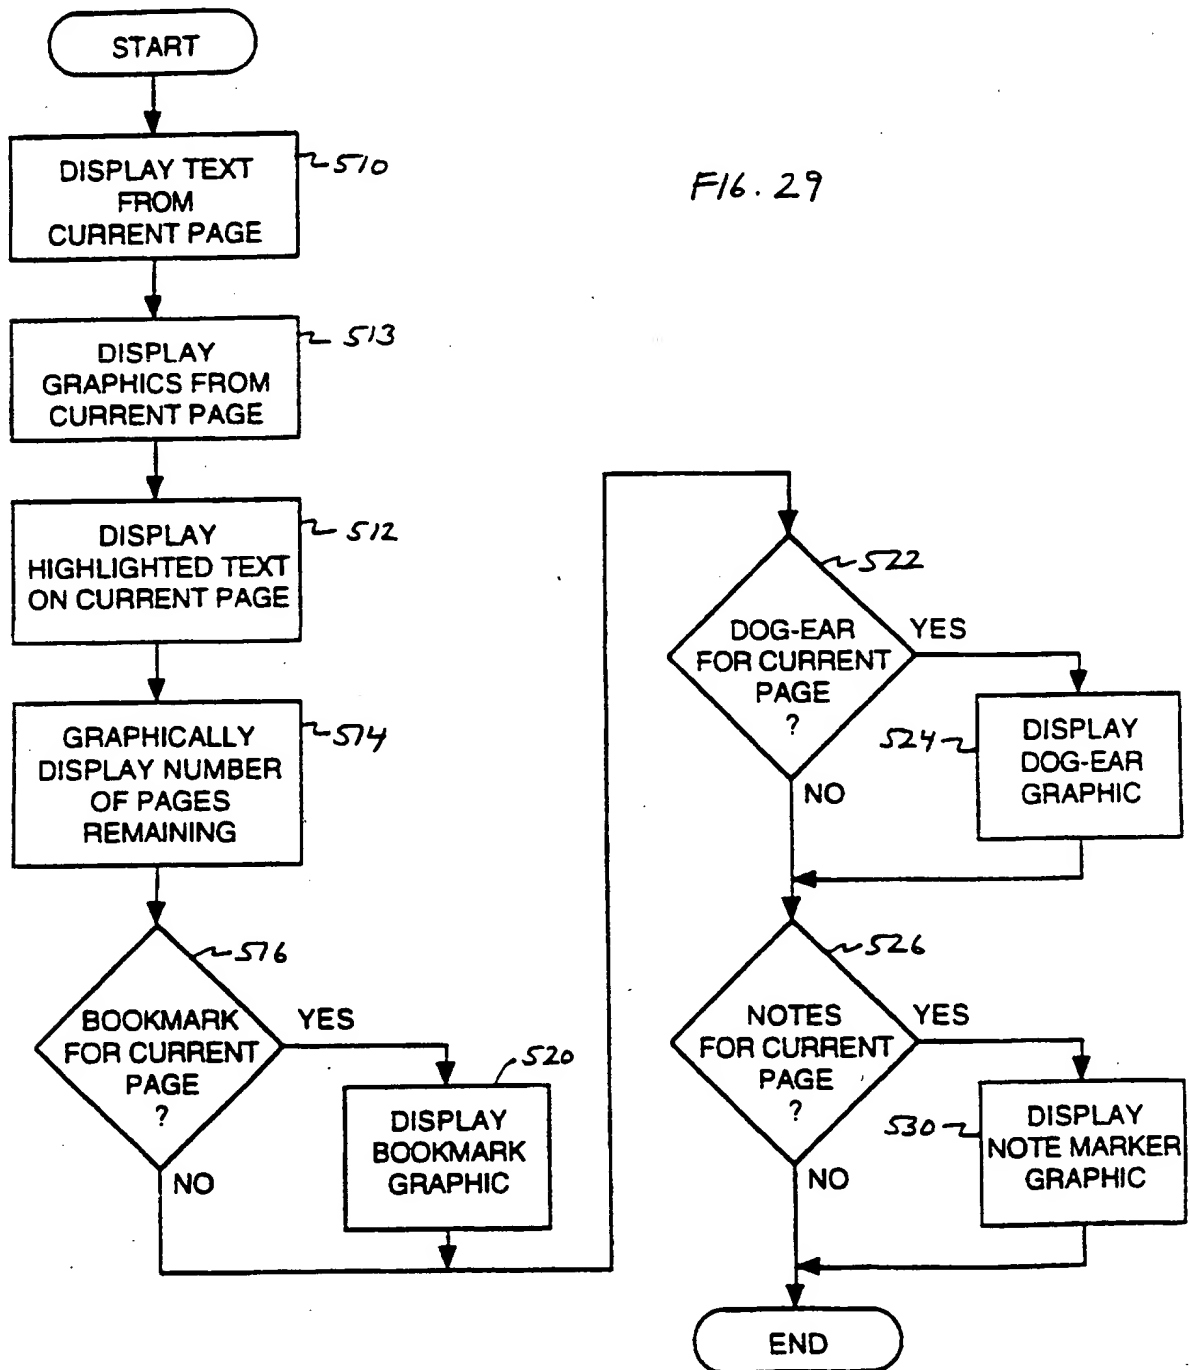 START
DISPLAY TEXT
FROM
CURRENT PAGE
510
FIG. 29
DISPLAY
GRAPHICS FROM
CURRENT PAGE
513
DISPLAY
HIGHLIGHTED TEXT
ON CURRENT PAGE
512
GRAPHICALLY
DISPLAY NUMBER
OF PAGES
REMAINING
514
BOOKMARK
FOR CURRENT
PAGE
?
516
YES
NO
DISPLAY
BOOKMARK
GRAPHIC
520
DOG-EAR
FOR CURRENT
PAGE
?
522
YES
NO
DISPLAY
DOG-EAR
GRAPHIC
524
NOTES
FOR CURRENT
PAGE
?
526
YES
NO
DISPLAY
NOTE MARKER
GRAPHIC
530
END